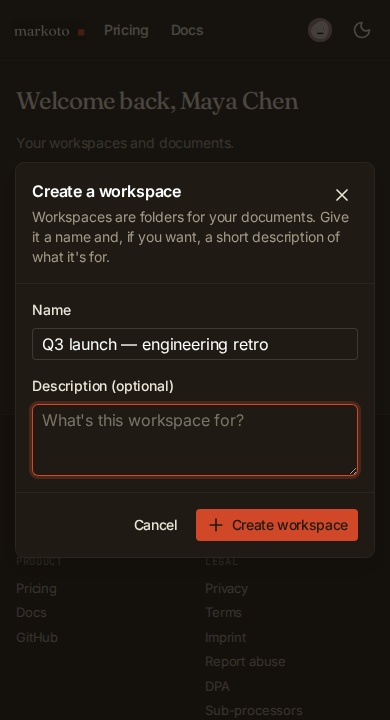 markoto
Pricing
Docs
Welcome back, Maya Chen
Your workspaces and documents.
Create a workspace
Workspaces are folders for your documents. Give
it a name and, if you want, a short description of
what it's for.
Name
Q3 launch — engineering retro
Description (optional)
What's this workspace for?
Cancel
Create workspace
PRODUCT
LEGAL
Pricing
Privacy
Docs
Terms
GitHub
Imprint
Report abuse
DPA
Sub-processors